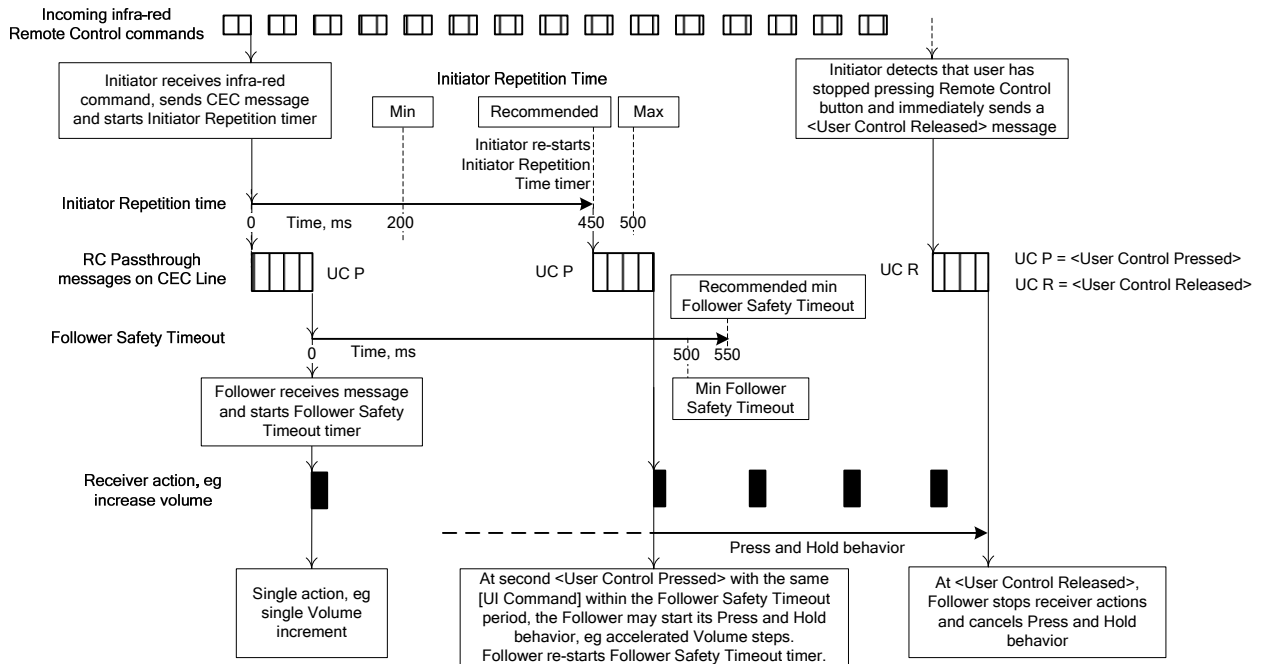 Incoming infra-red
Remote Control commands
Initiator receives infra-red
command, sends CEC message
and starts Initiator Repetition timer
Initiator Repetition Time
Min
Recommended
Max
Initiator re-starts
Initiator Repetition
Time timer
Initiator detects that user has
stopped pressing Remote Control
button and immediately sends a
<User Control Released> message
Initiator Repetition time
0
Time, ms
200
450
500
RC Passthrough
messages on CEC Line
UC P
UC P
UC R
UC P = <User Control Pressed>
UC R = <User Control Released>
Recommended min
Follower Safety Timeout
Follower Safety Timeout
0
Time, ms
500
550
Min Follower
Safety Timeout
Follower receives message
and starts Follower Safety
Timeout timer
Receiver action, eg
increase volume
Press and Hold behavior
Single action, eg
single Volume
increment
At second <User Control Pressed> with the same
[UI Command] within the Follower Safety Timeout
period, the Follower may start its Press and Hold
behavior, eg accelerated Volume steps.
Follower re-starts Follower Safety Timeout timer.
At <User Control Released>,
Follower stops receiver actions
and cancels Press and Hold
behavior